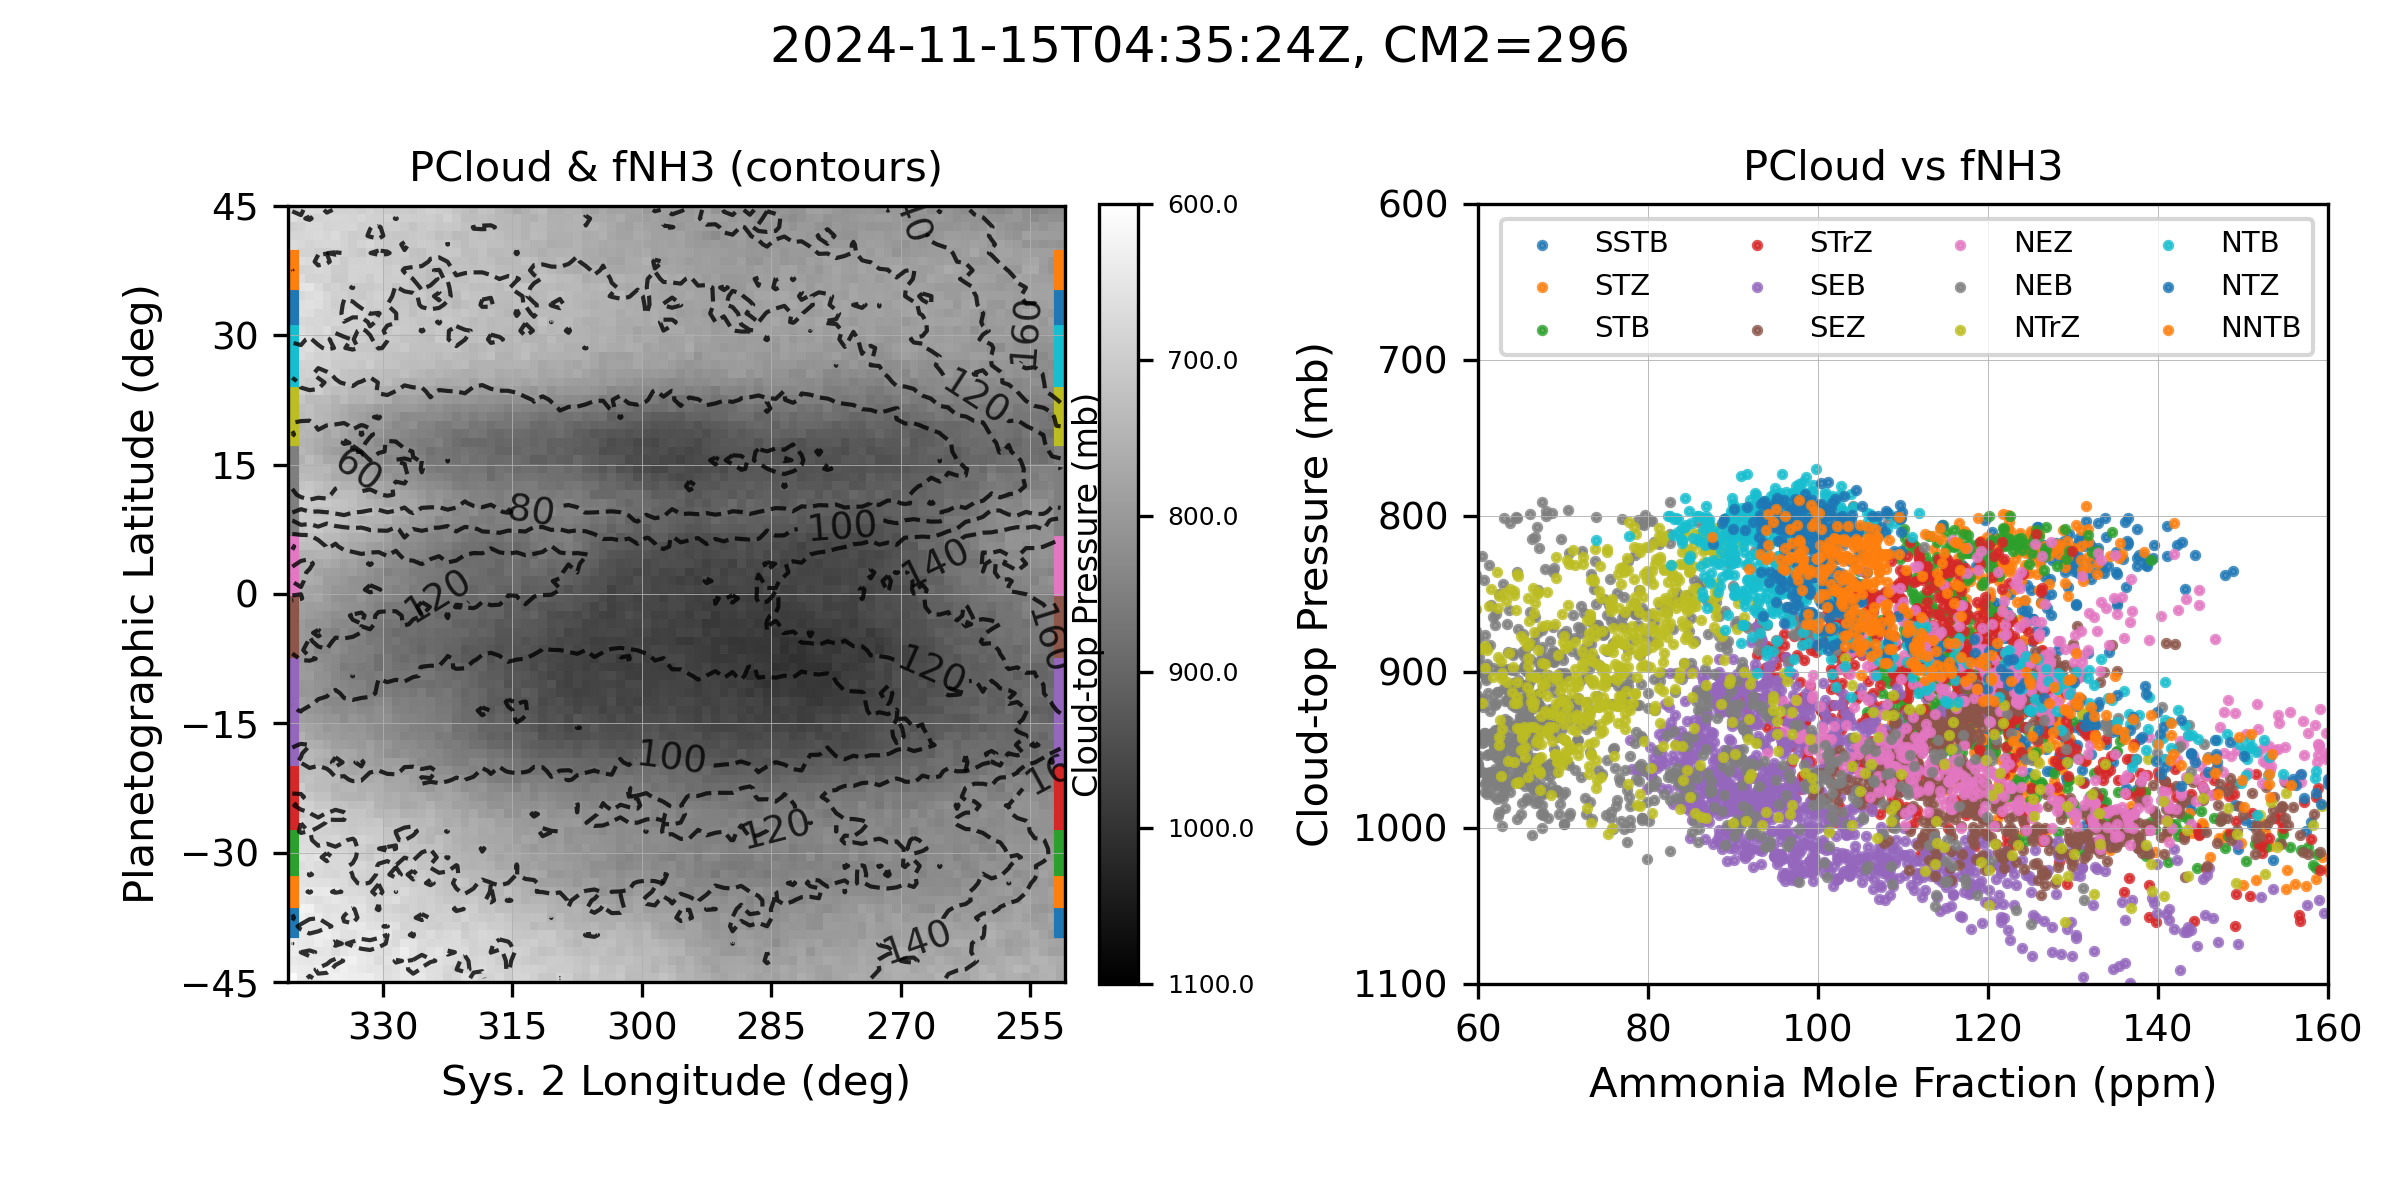 2024-11-15T04:35:24Z, CM2=296
PCloud & fNH3 (contours)
45
30
15
0
−15
−30
−45
Planetographic Latitude (deg)
330
315
300
285
270
255
Sys. 2 Longitude (deg)
160
120
60
80
100
140
120
160
120
100
120
140
Cloud-top Pressure (mb)
600.0
700.0
800.0
900.0
1000.0
1100.0
PCloud vs fNH3
SSTB
STZ
STB
STrZ
SEB
SEZ
NEZ
NEB
NTrZ
NTB
NTZ
NNTB
600
700
800
900
1000
1100
Cloud-top Pressure (mb)
60
80
100
120
140
160
Ammonia Mole Fraction (ppm)